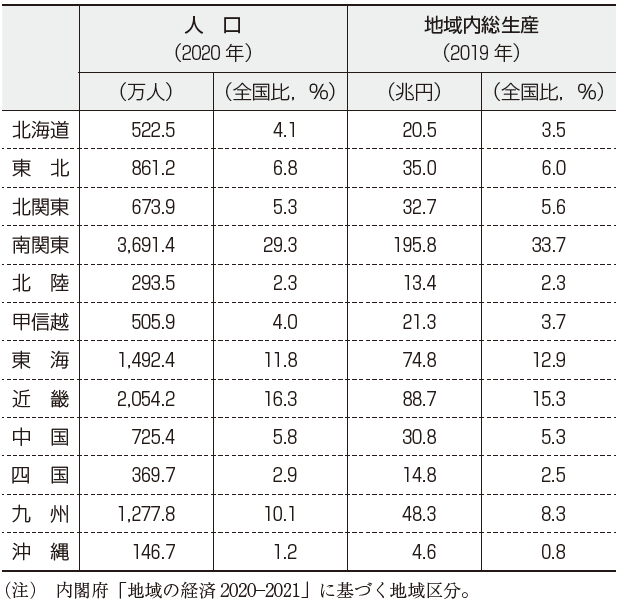 人　口 地域内総生産
（2020 年） （2019 年）
（万人） （全国比，％） （兆円） （全国比，％）
北海道 522.5 4.1 20.5 3.5
東　北 861.2 6.8 35.0 6.0
北関東 673.9 5.3 32.7 5.6
南関東 3,691.4 29.3 195.8 33.7
北　陸 293.5 2.3 13.4 2.3
甲信越 505.9 4.0 21.3 3.7
東　海 1,492.4 11.8 74.8 12.9
近　畿 2,054.2 16.3 88.7 15.3
中　国 725.4 5.8 30.8 5.3
四　国 369.7 2.9 14.8 2.5
九　州 1,277.8 10.1 48.3 8.3
沖　縄 146.7 1.2 4.6 0.8
（注）　内閣府「地域の経済 2020–2021」に基づく地域区分。